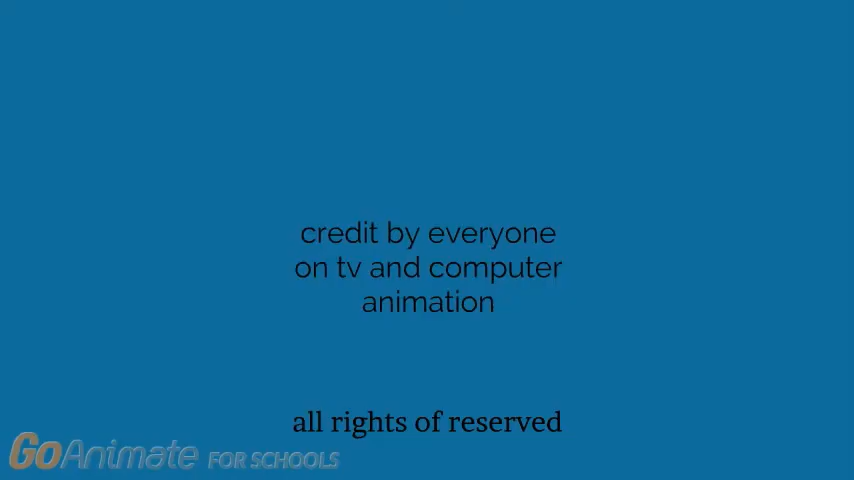 credit by everyone
on tv and computer
animation
all rights of reserved
GoAnimate FOR SCHOOLS